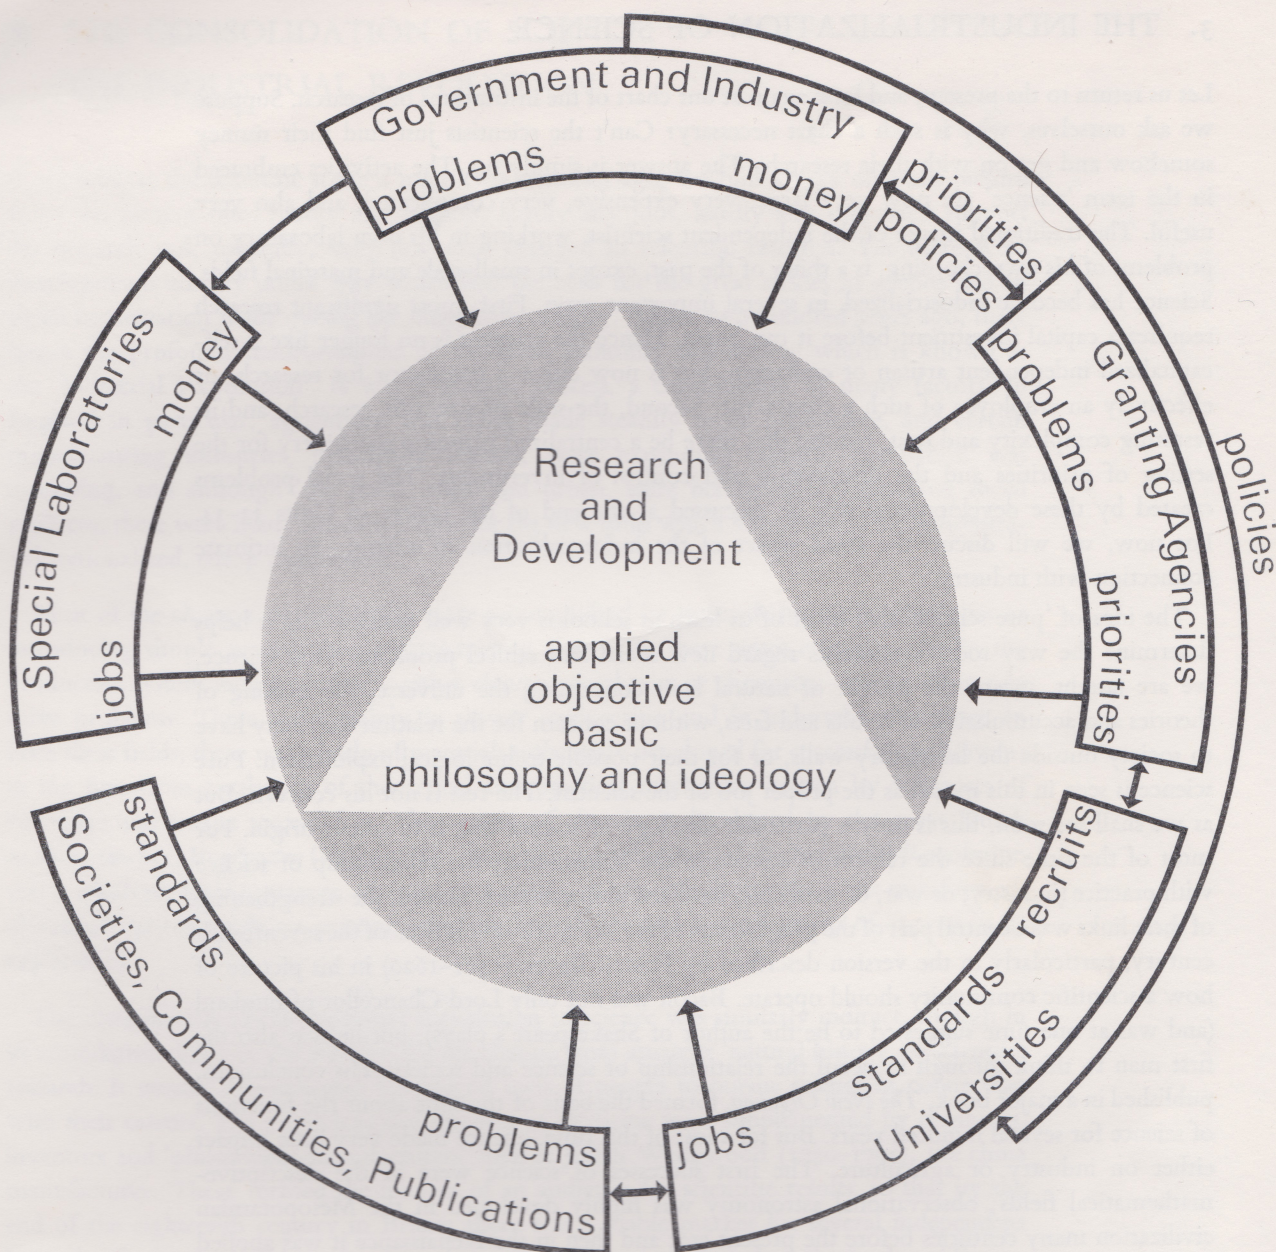 Government and Industry
problems
money
priorities
policies
policies
Granting Agencies
problems
priorities
Universities
recruits
standards
jobs
Societies, Communities, Publications
problems
standards
Special Laboratories
jobs
money
Research
and
Development
applied
objective
basic
philosophy and ideology